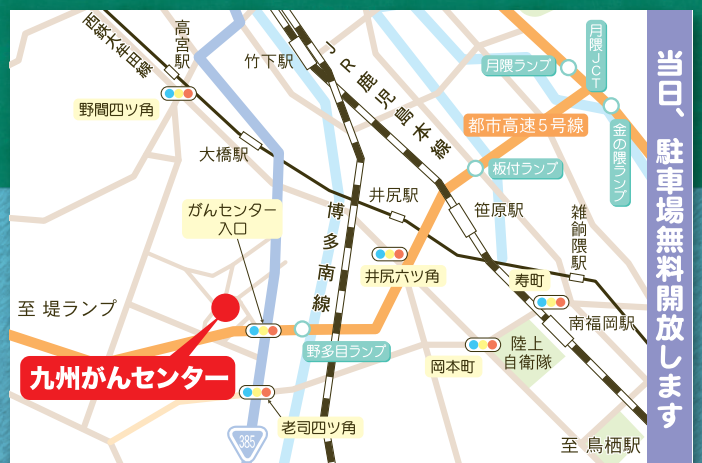 西鉄大牟田線
高宮駅
竹下駅
JR鹿児島本線
月隈ランプ
月隈JCT
野間四ツ角
都市高速5号線
金の隈ランプ
大橋駅
板付ランプ
井尻駅
笹原駅
雑餉隈駅
がんセンター
入口
博多南線
井尻六ツ角
寿町
至 堤ランプ
南福岡駅
野多目ランプ
陸上
自衛隊
岡本町
九州がんセンター
老司四ツ角
385
至 鳥栖駅
当日、駐車場無料開放します